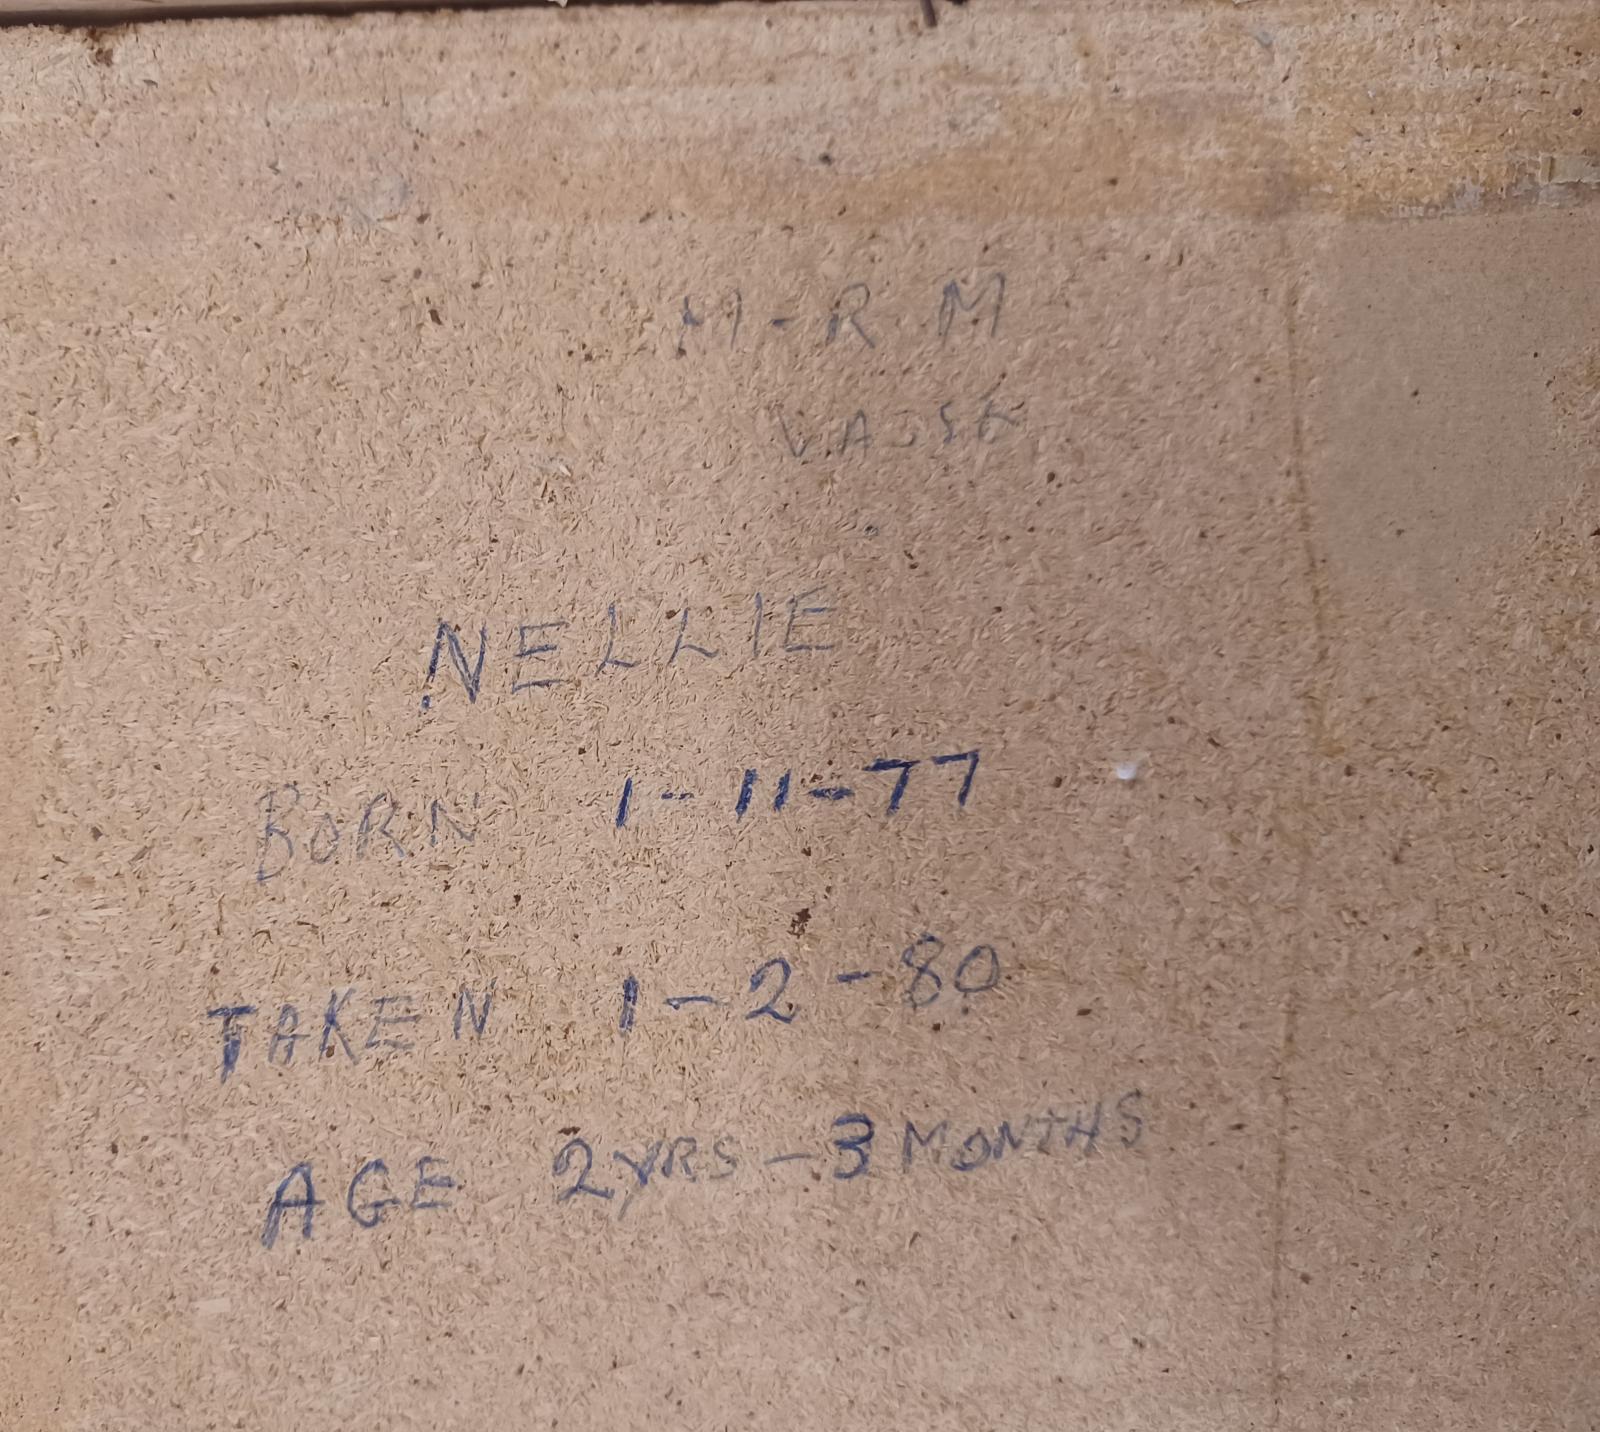 M-R M
NELLIE
BORN 1-11-77
TAKEN 1-2-80
AGE 2YRS-3 MONTHS